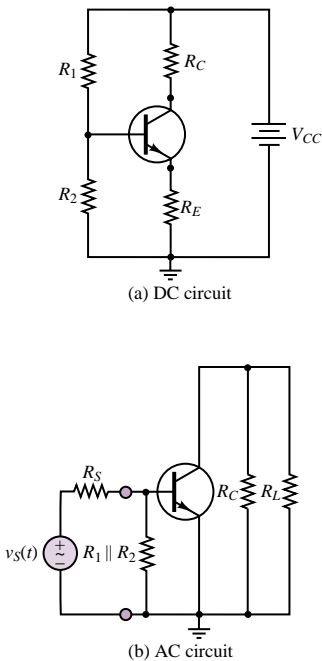 R1
RC
VCC
R2
RE
(a) DC circuit
RS
RC
RL
vS(t)
+
~
–
R1 || R2
(b) AC circuit